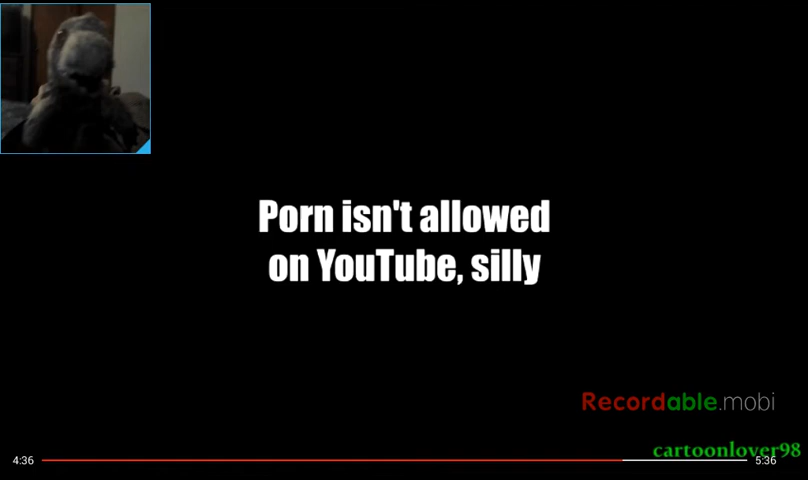 Porn isn't allowed
on YouTube, silly
Recordable.mobi
cartoonlover98
4:36
5:36